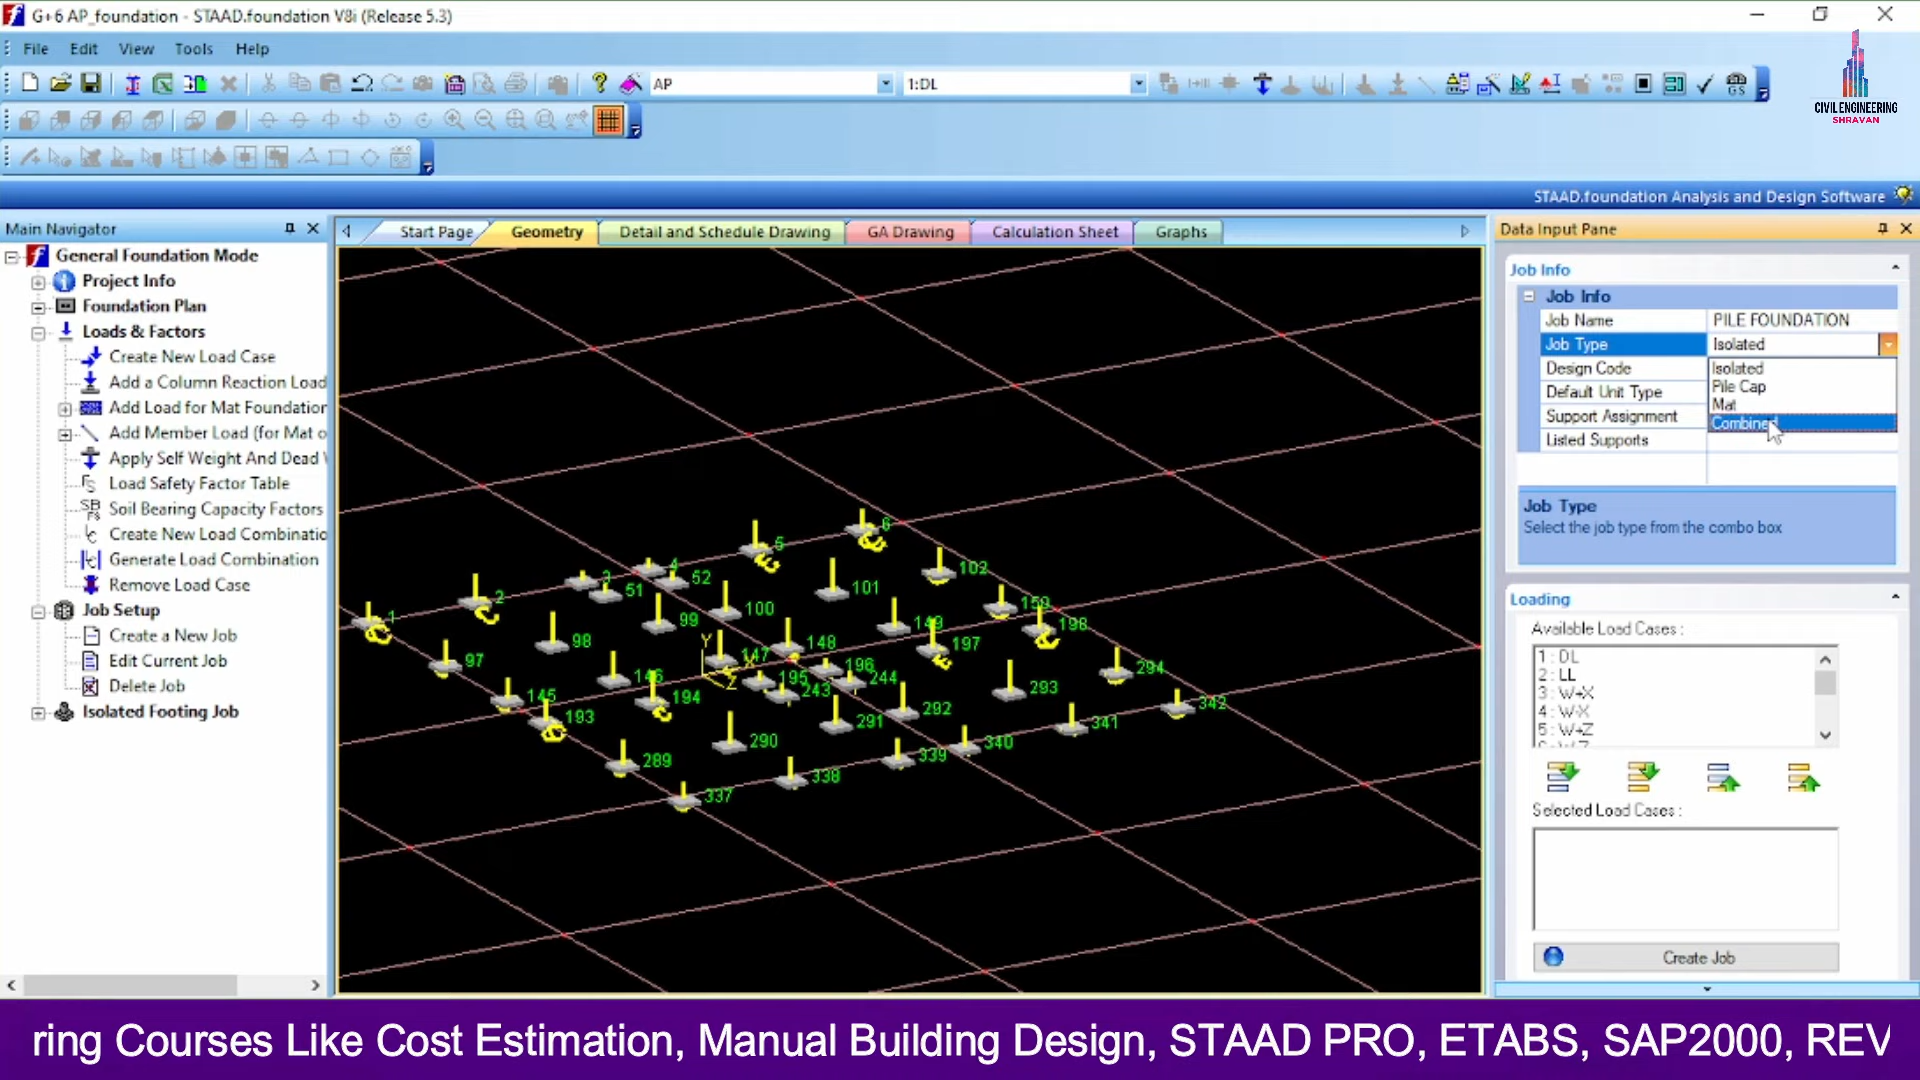 G+6 AP_foundation - STAAD.foundation V8i (Release 5.3)
File Edit View Tools Help
AP
1:DL
CIVIL ENGINEERING
SHRAVAN
STAAD.foundation Analysis and Design Software
Main Navigator
General Foundation Mode
Project Info
Foundation Plan
Loads & Factors
Create New Load Case
Add a Column Reaction Load
Add Load for Mat Foundation
Add Member Load (for Mat o
Apply Self Weight And Dead
Load Safety Factor Table
Soil Bearing Capacity Factors
Create New Load Combinatio
Generate Load Combination
Remove Load Case
Job Setup
Create a New Job
Edit Current Job
Delete Job
Isolated Footing Job
Start Page
Geometry
Detail and Schedule Drawing
GA Drawing
Calculation Sheet
Graphs
1
2
3
4
5
6
51
52
97
98
99
100
101
102
145
146
147
148
149
150
193
194
195
196
197
198
243
244
289
290
291
292
293
294
337
338
339
340
341
342
Y
X
Z
Data Input Pane
Job Info
Job Info
Job Name PILE FOUNDATION
Job Type Isolated
Design Code Isolated
Pile Cap
Default Unit Type
Mat
Support Assignment Combined
Listed Supports
Job Type
Select the job type from the combo box
Loading
Available Load Cases :
1 : DL
2 : LL
3 : W+X
4 : W-X
5 : W+Z
Selected Load Cases :
Create Job
ring Courses Like Cost Estimation, Manual Building Design, STAAD PRO, ETABS, SAP2000, REV